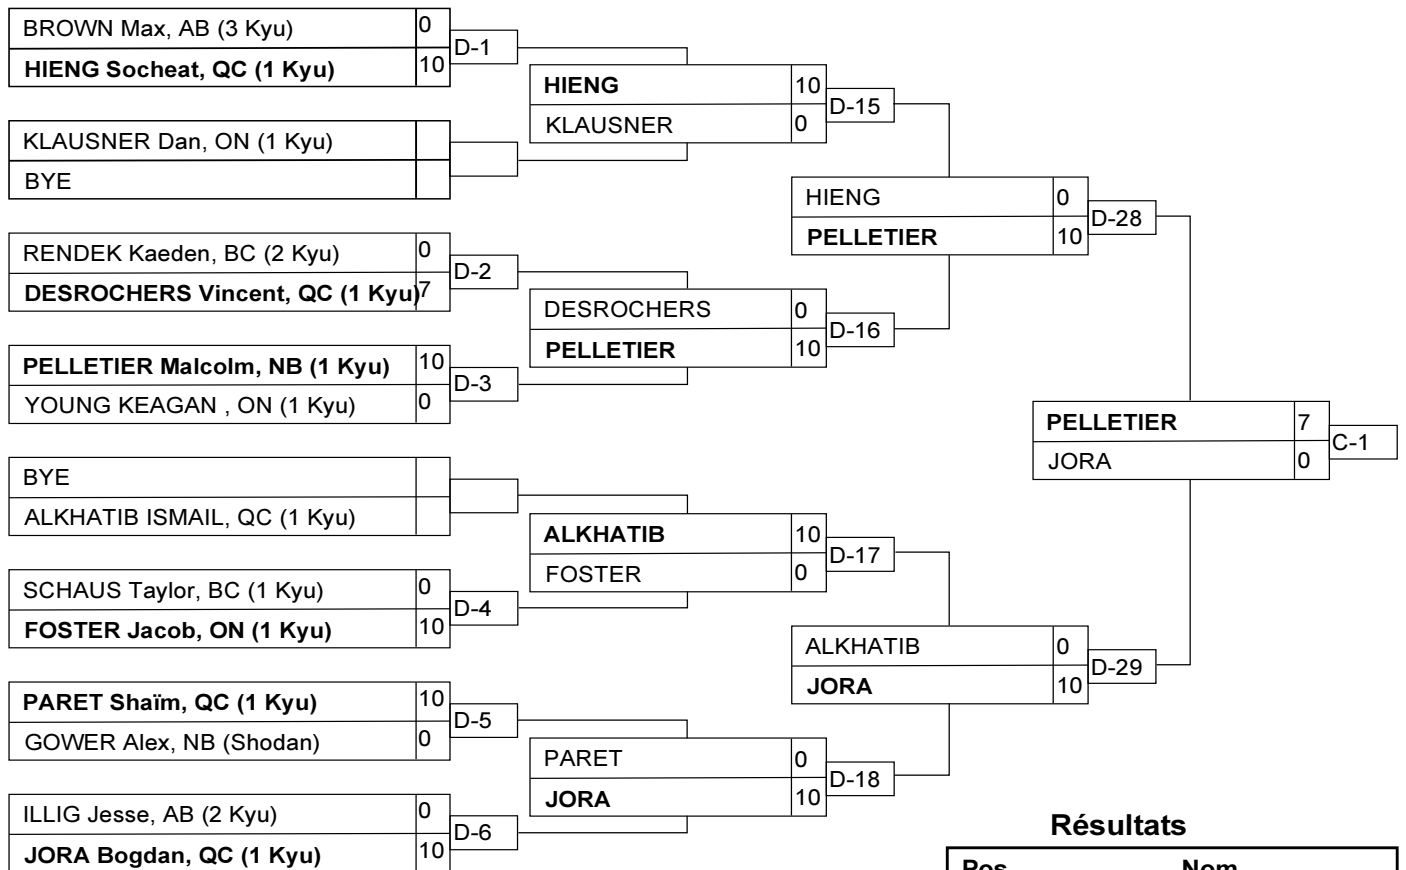 BROWN Max, AB (3 Kyu) 0
D-1
HIENG Socheat, QC (1 Kyu) 10
KLAUSNER Dan, ON (1 Kyu)
BYE
RENDEK Kaeden, BC (2 Kyu) 0
D-2
DESROCHERS Vincent, QC (1 Kyu) 7
PELLETIER Malcolm, NB (1 Kyu) 10
D-3
YOUNG KEAGAN , ON (1 Kyu) 0
BYE
ALKHATIB ISMAIL, QC (1 Kyu)
SCHAUS Taylor, BC (1 Kyu) 0
D-4
FOSTER Jacob, ON (1 Kyu) 10
PARET Shaïm, QC (1 Kyu) 10
D-5
GOWER Alex, NB (Shodan) 0
ILLIG Jesse, AB (2 Kyu) 0
D-6
JORA Bogdan, QC (1 Kyu) 10
HIENG 10
D-15
KLAUSNER 0
DESROCHERS 0
D-16
PELLETIER 10
ALKHATIB 10
D-17
FOSTER 0
PARET 0
D-18
JORA 10
HIENG 0
D-28
PELLETIER 10
ALKHATIB 0
D-29
JORA 10
PELLETIER 7
C-1
JORA 0
Résultats
Pos Nom